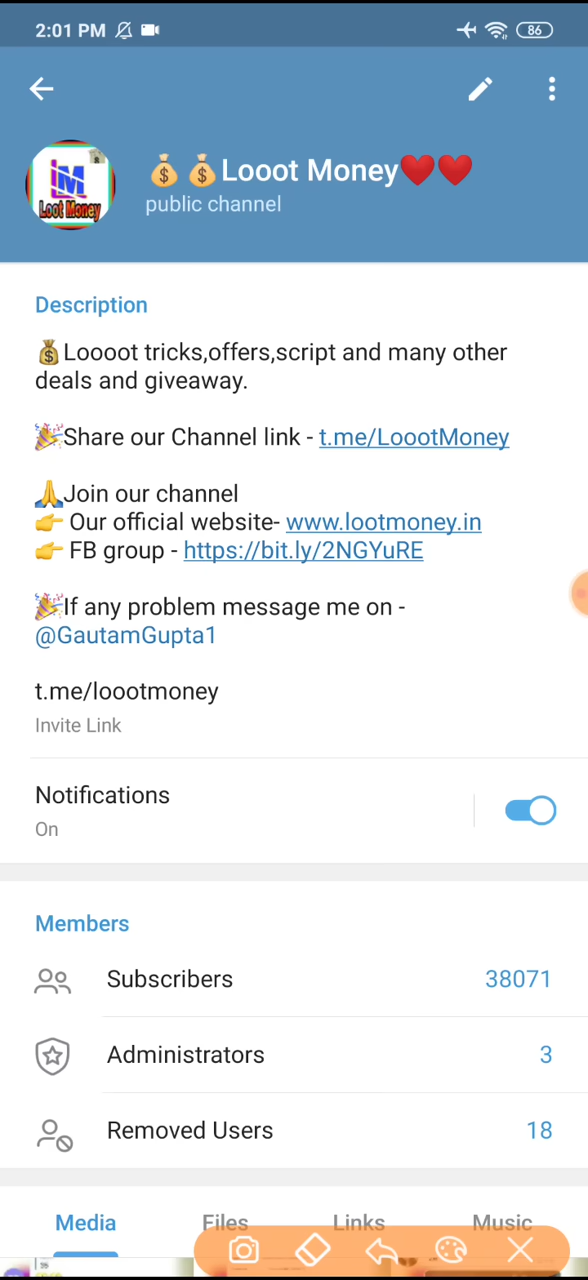 2:01 PM
86
Loot Money
💰💰Looot Money❤️❤️
public channel
Description
💰Loooot tricks,offers,script and many other
deals and giveaway.
🎉Share our Channel link - t.me/LoootMoney
🙏Join our channel
👉 Our official website- www.lootmoney.in
👉 FB group - https://bit.ly/2NGYuRE
🎉If any problem message me on -
@GautamGupta1
t.me/loootmoney
Invite Link
Notifications
On
Members
Subscribers 38071
Administrators 3
Removed Users 18
Media Files Links Music